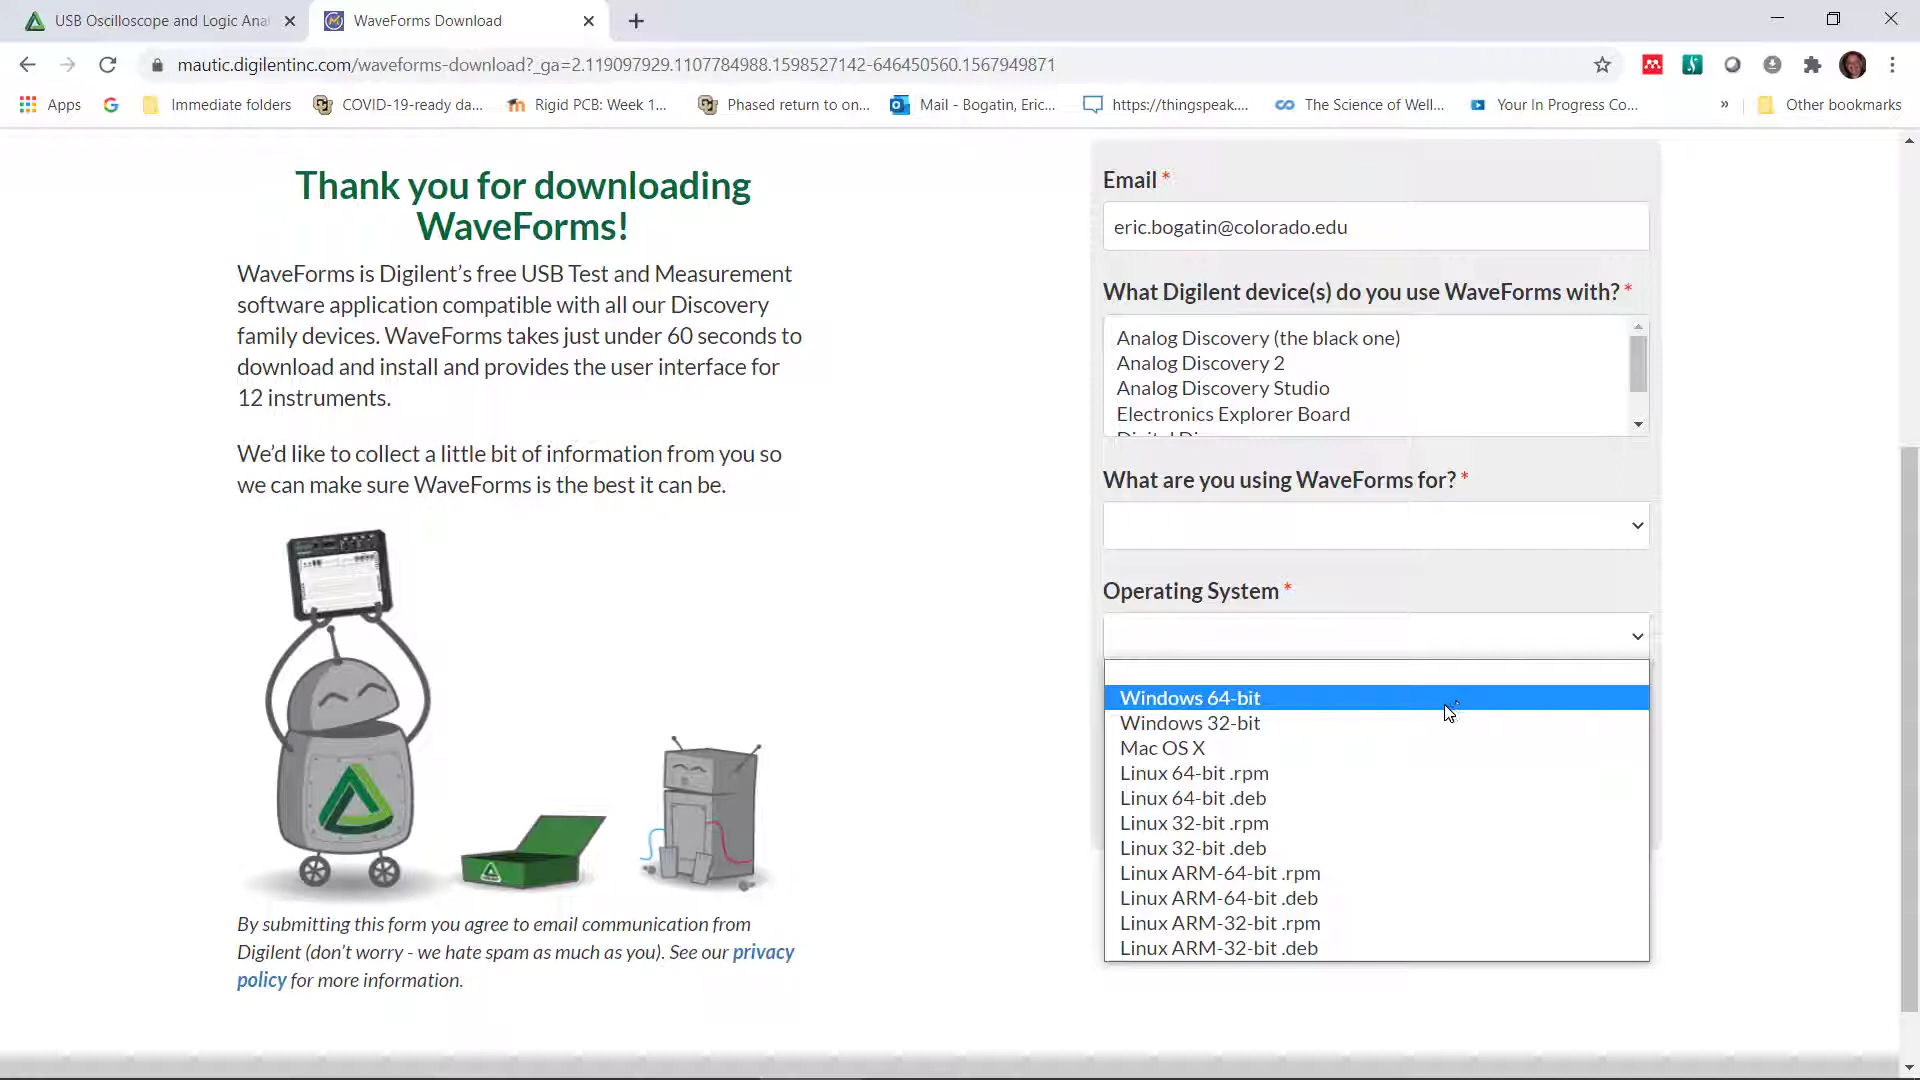 USB Oscilloscope and Logic Anal
WaveForms Download
mautic.digilentinc.com/waveforms-download?_ga=2.119097929.1107784988.1598527142-646450560.1567949871
Apps
Immediate folders
COVID-19-ready da...
Rigid PCB: Week 1...
Phased return to on...
Mail - Bogatin, Eric...
https://thingspeak....
The Science of Well...
Your In Progress Co...
»
Other bookmarks
Thank you for downloading
WaveForms!
WaveForms is Digilent's free USB Test and Measurement
software application compatible with all our Discovery
family devices. WaveForms takes just under 60 seconds to
download and install and provides the user interface for
12 instruments.
We'd like to collect a little bit of information from you so
we can make sure WaveForms is the best it can be.
By submitting this form you agree to email communication from
Digilent (don't worry - we hate spam as much as you). See our privacy
policy for more information.
Email *
eric.bogatin@colorado.edu
What Digilent device(s) do you use WaveForms with? *
Analog Discovery (the black one)
Analog Discovery 2
Analog Discovery Studio
Electronics Explorer Board
What are you using WaveForms for? *
Operating System *
Windows 64-bit
Windows 32-bit
Mac OS X
Linux 64-bit .rpm
Linux 64-bit .deb
Linux 32-bit .rpm
Linux 32-bit .deb
Linux ARM-64-bit .rpm
Linux ARM-64-bit .deb
Linux ARM-32-bit .rpm
Linux ARM-32-bit .deb